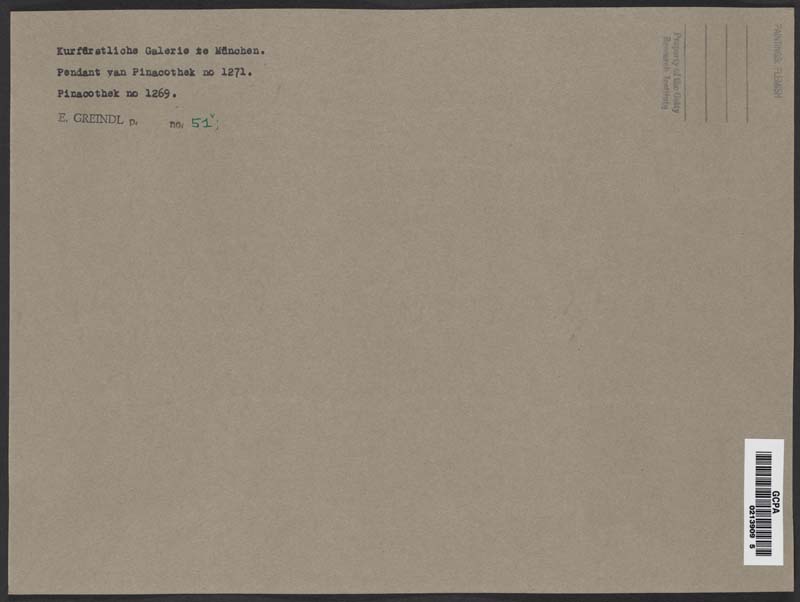 Kurfürstliche Galerie te München.
Pendant van Pinacothek no 1271.
Pinacothek no 1269.
E. GREINDL p. no. 51v;
Property of the Getty
Research Institute
PAINTINGS: FLEMISH
GCPA
0213909 5